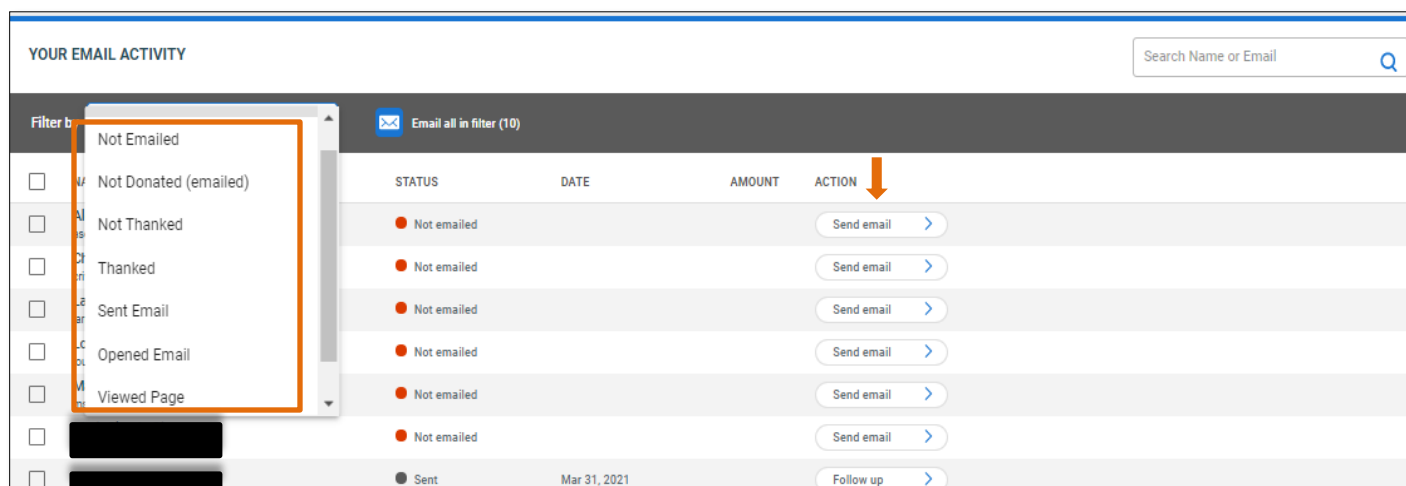 YOUR EMAIL ACTIVITY
Search Name or Email
Filter b
Email all in filter (10)
Not Emailed
Not Donated (emailed)
Not Thanked
Thanked
Sent Email
Opened Email
Viewed Page
STATUS DATE AMOUNT ACTION
Not emailed Send email
Not emailed Send email
Not emailed Send email
Not emailed Send email
Not emailed Send email
Not emailed Send email
Sent Mar 31, 2021 Follow up